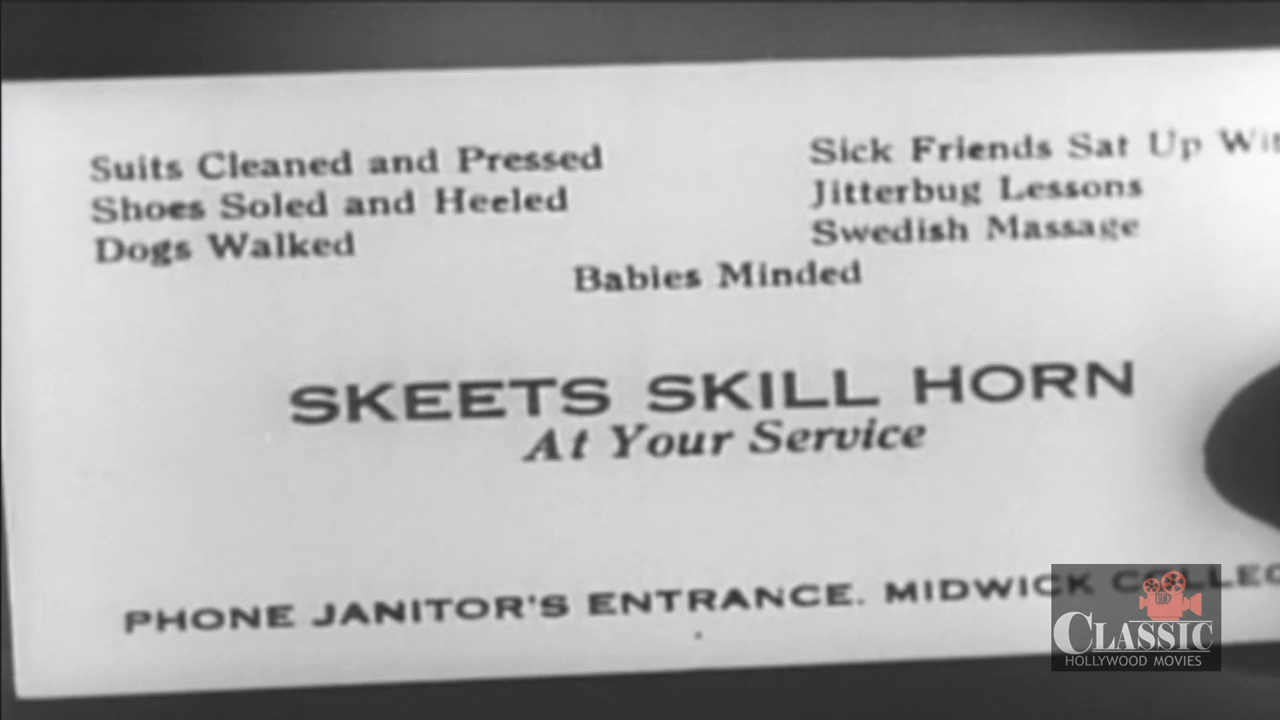 Suits Cleaned and Pressed
Shoes Soled and Heeled
Dogs Walked
Sick Friends Sat Up
Jitterbug Lessons
Swedish Massage
Babies Minded
SKEETS SKILL HORN
At Your Service
PHONE JANITOR'S ENTRANCE. MIDWICK
CLASSIC
HOLLYWOOD MOVIES